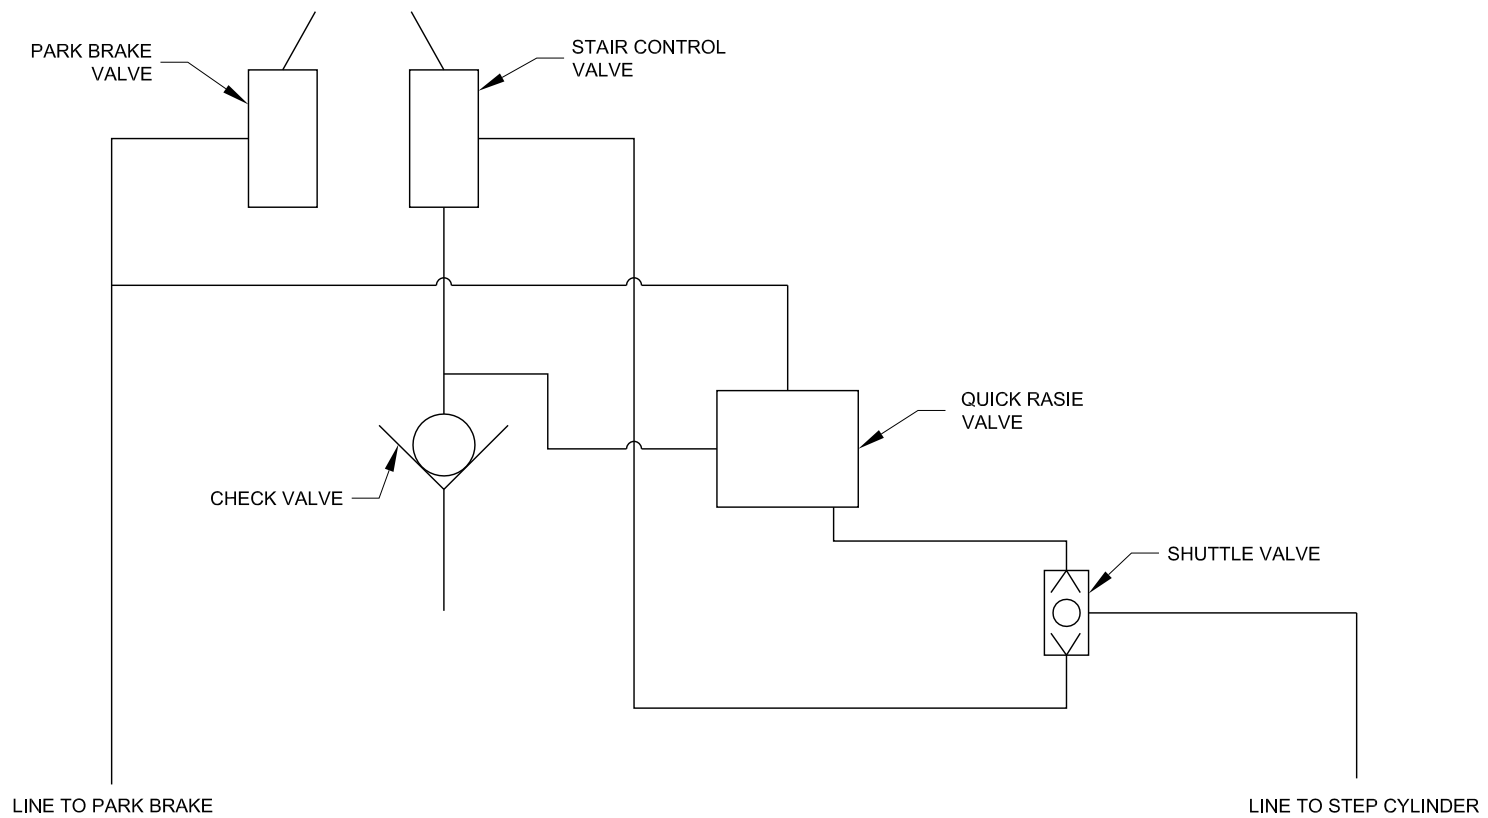 PARK BRAKE
VALVE
STAIR CONTROL
VALVE
QUICK RASIE
VALVE
CHECK VALVE
SHUTTLE VALVE
LINE TO PARK BRAKE
LINE TO STEP CYLINDER